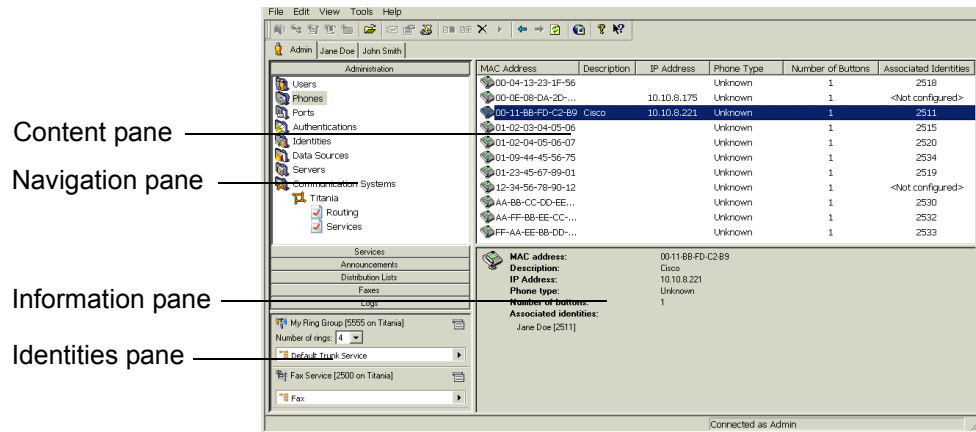 File Edit View Tools Help
Admin Jane Doe John Smith
Administration
Users
Phones
Ports
Authentications
Identities
Data Sources
Servers
Communication Systems
Titania
Routing
Services
Services
Announcements
Distribution Lists
Faxes
Logs
My Ring Group [5555 on Titania]
Number of rings: 4
Default Trunk Service
Fax Service [2500 on Titania]
Fax
MAC Address Description IP Address Phone Type Number of Buttons Associated Identities
00-04-13-23-1F-56 Unknown 1 2518
00-0E-08-DA-2D-... 10.10.8.175 Unknown 1 <Not configured>
00-11-BB-FD-C2-B9 Cisco 10.10.8.221 Unknown 1 2511
01-02-03-04-05-06 Unknown 1 2515
01-02-04-05-06-07 Unknown 1 2520
01-09-44-45-56-75 Unknown 1 2534
01-23-45-67-89-01 Unknown 1 2519
12-34-56-78-90-12 Unknown 1 <Not configured>
AA-BB-CC-DD-EE... Unknown 1 2530
AA-FF-BB-EE-CC-... Unknown 1 2532
FF-AA-EE-BB-DD-... Unknown 1 2533
MAC address: 00-11-BB-FD-C2-B9
Description: Cisco
IP Address: 10.10.8.221
Phone type: Unknown
Number of buttons: 1
Associated identities:
Jane Doe [2511]
Connected as Admin
Content pane
Navigation pane
Information pane
Identities pane